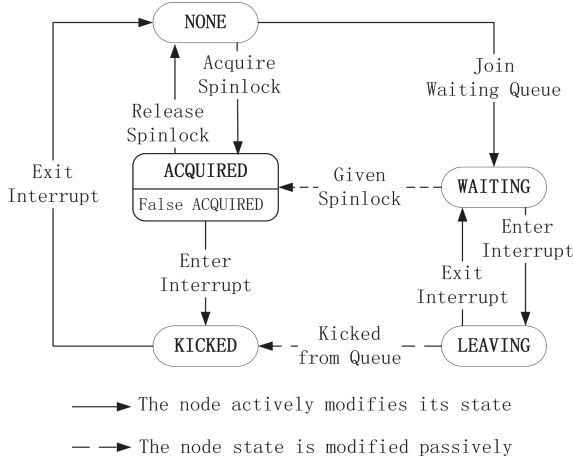 NONE
Acquire
Spinlock
Join
Waiting Queue
Release
Spinlock
Exit
Interrupt
ACQUIRED
False ACQUIRED
Given
Spinlock
WAITING
Enter
Interrupt
Enter
Interrupt
Exit
Interrupt
KICKED
Kicked
from Queue
LEAVING
The node actively modifies its state
The node state is modified passively